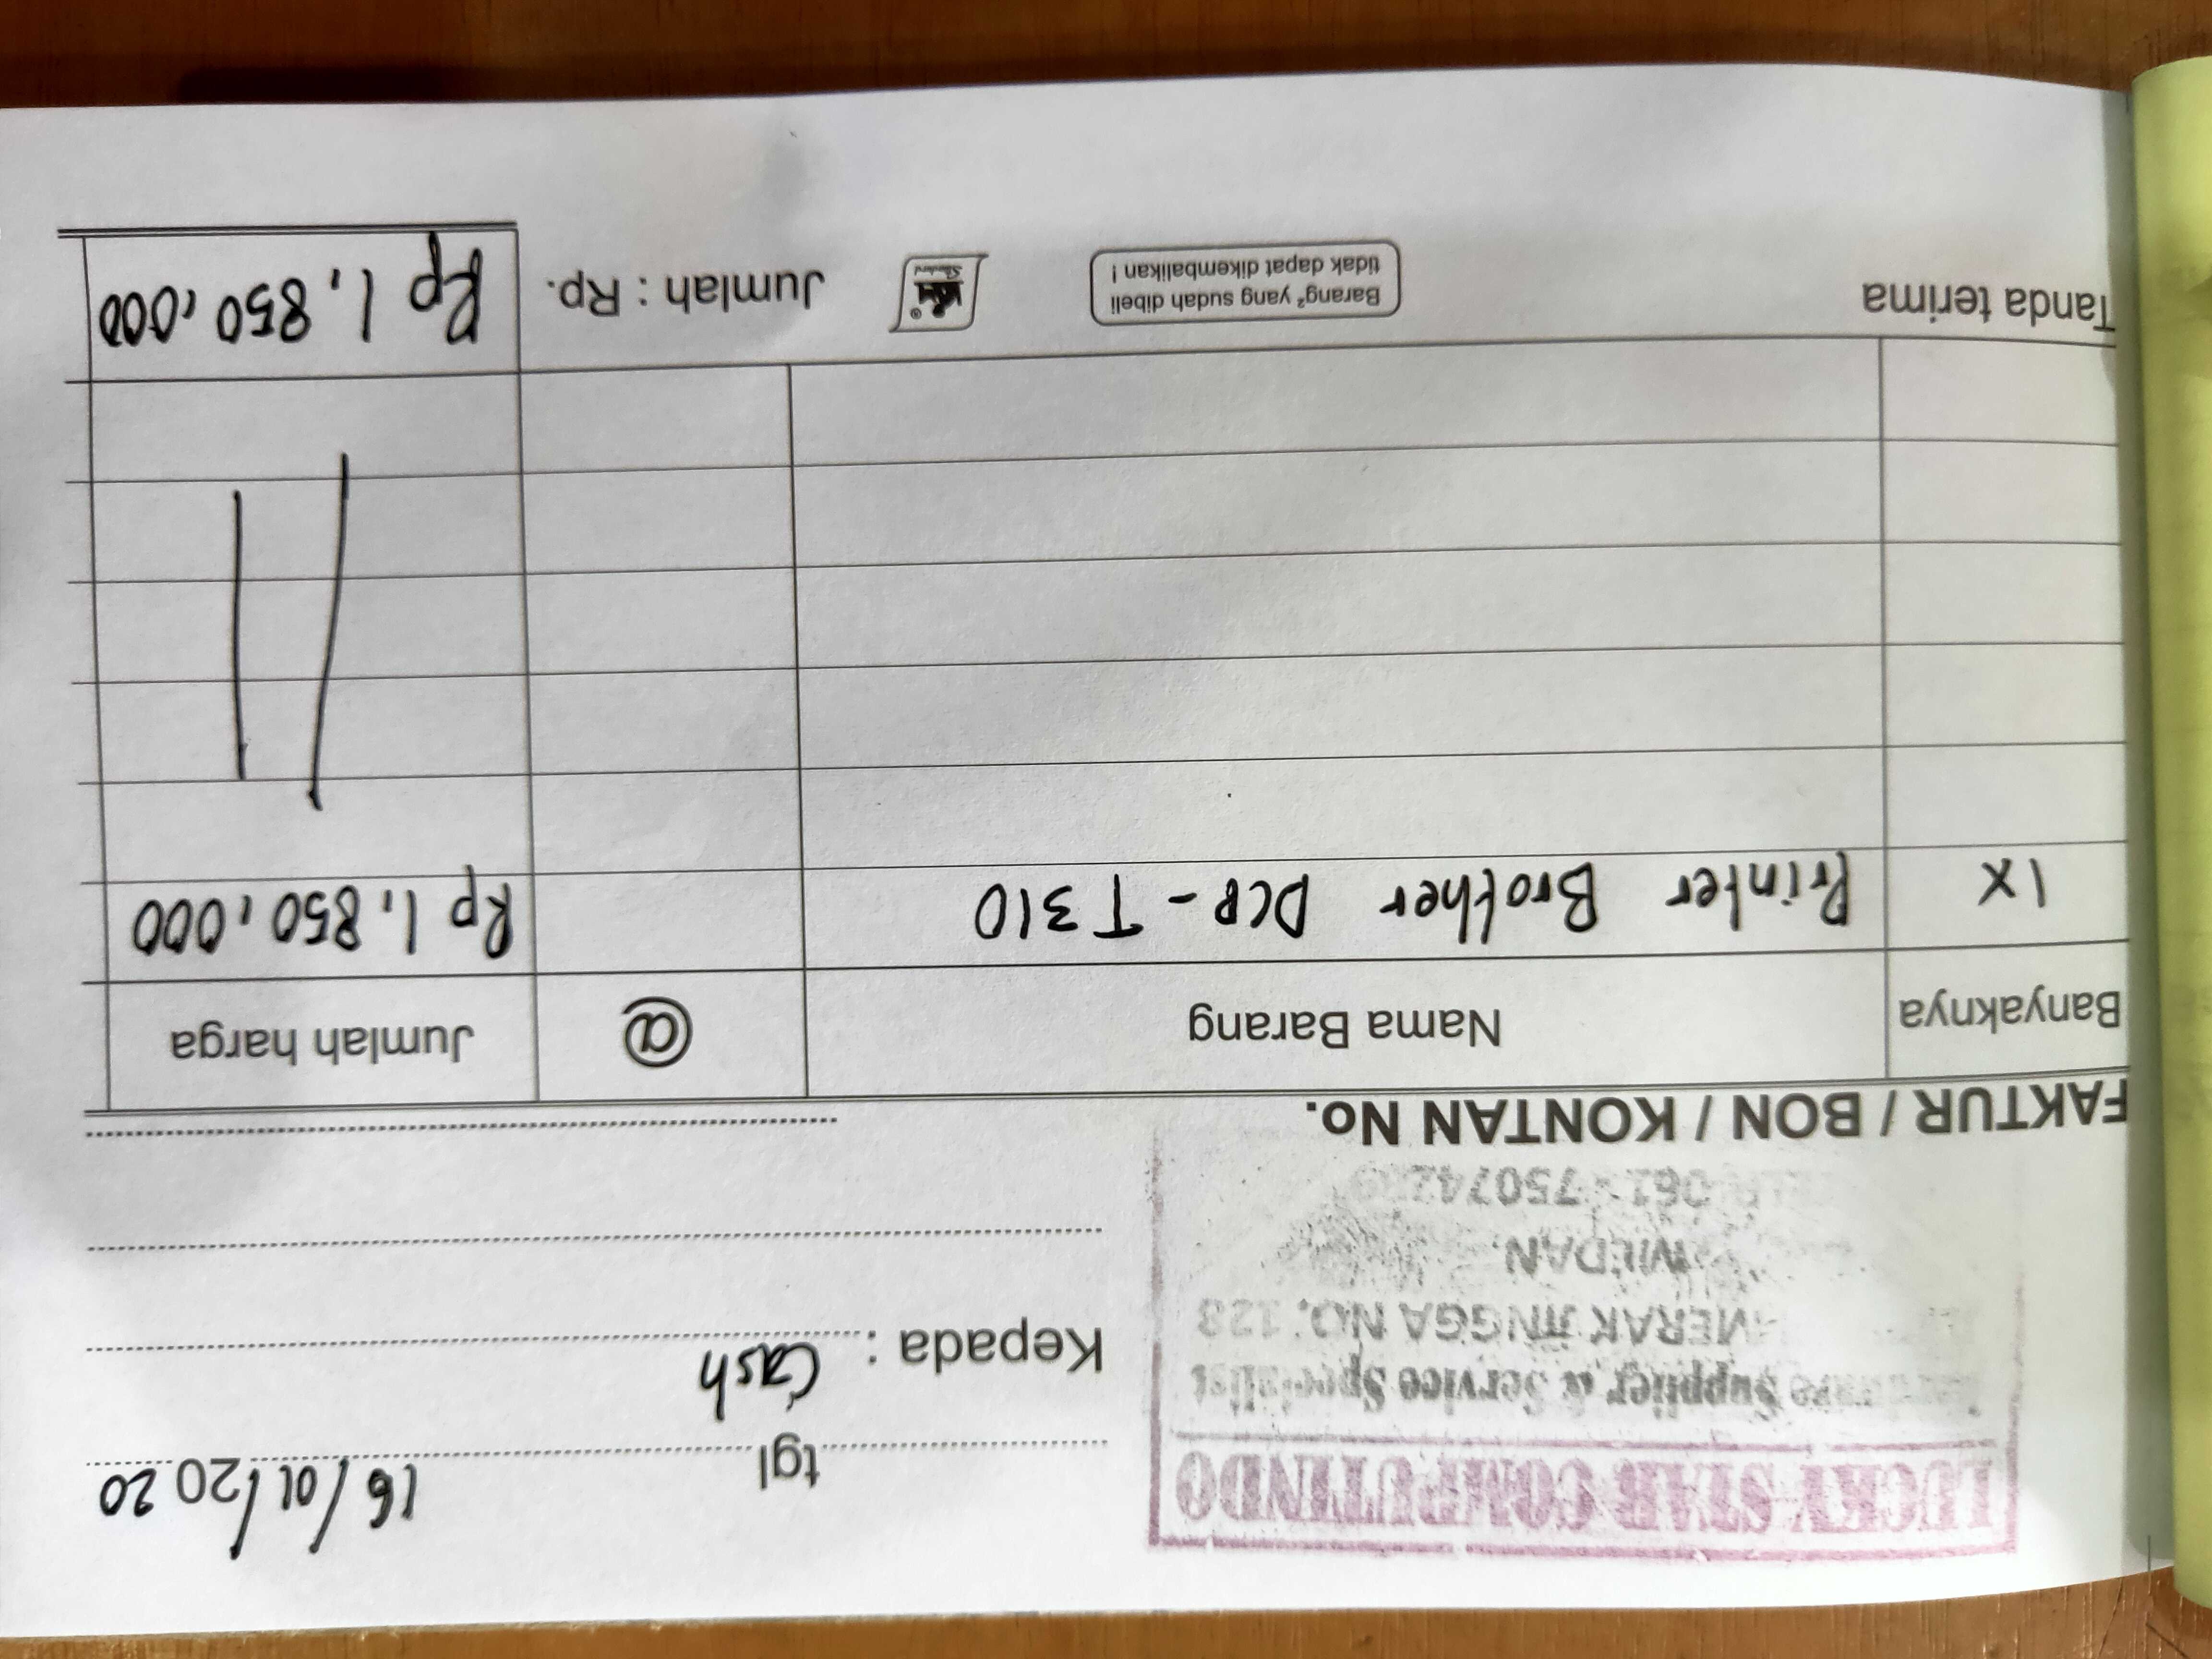 LUCKY STAR COMPUTINDO
Supplier & Service Specialist
MERAK JINGGA NO. 128
MEDAN
tgl 16/01/2020
Kepada : Cash
FAKTUR / BON / KONTAN No.
Banyaknya Nama Barang @ Jumlah harga
1X Printer Brother DCP - T310 Rp 1,850,000
Tanda terima
Barang² yang sudah dibeli
tidak dapat dikembalikan !
Jumlah : Rp. Rp 1,850,000